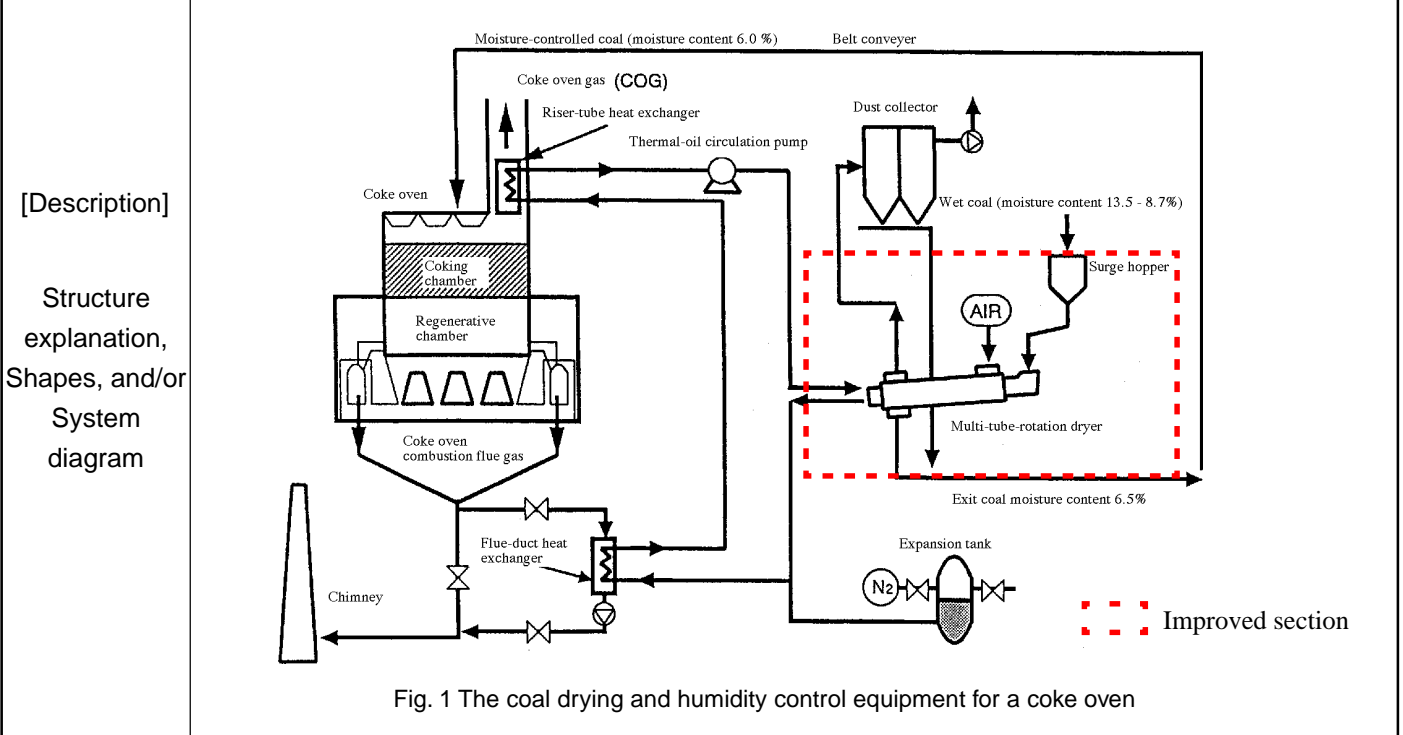 [Description]
Structure
explanation,
Shapes, and/or
System
diagram
Moisture-controlled coal (moisture content 6.0 %)
Belt conveyer
Coke oven gas (COG)
Riser-tube heat exchanger
Thermal-oil circulation pump
Dust collector
Coke oven
Wet coal (moisture content 13.5 - 8.7%)
Surge hopper
Coking
chamber
AIR
Regenerative
chamber
Multi-tube-rotation dryer
Coke oven
combustion flue gas
Exit coal moisture content 6.5%
Flue-duct heat
exchanger
Expansion tank
N2
Chimney
Improved section
Fig. 1 The coal drying and humidity control equipment for a coke oven